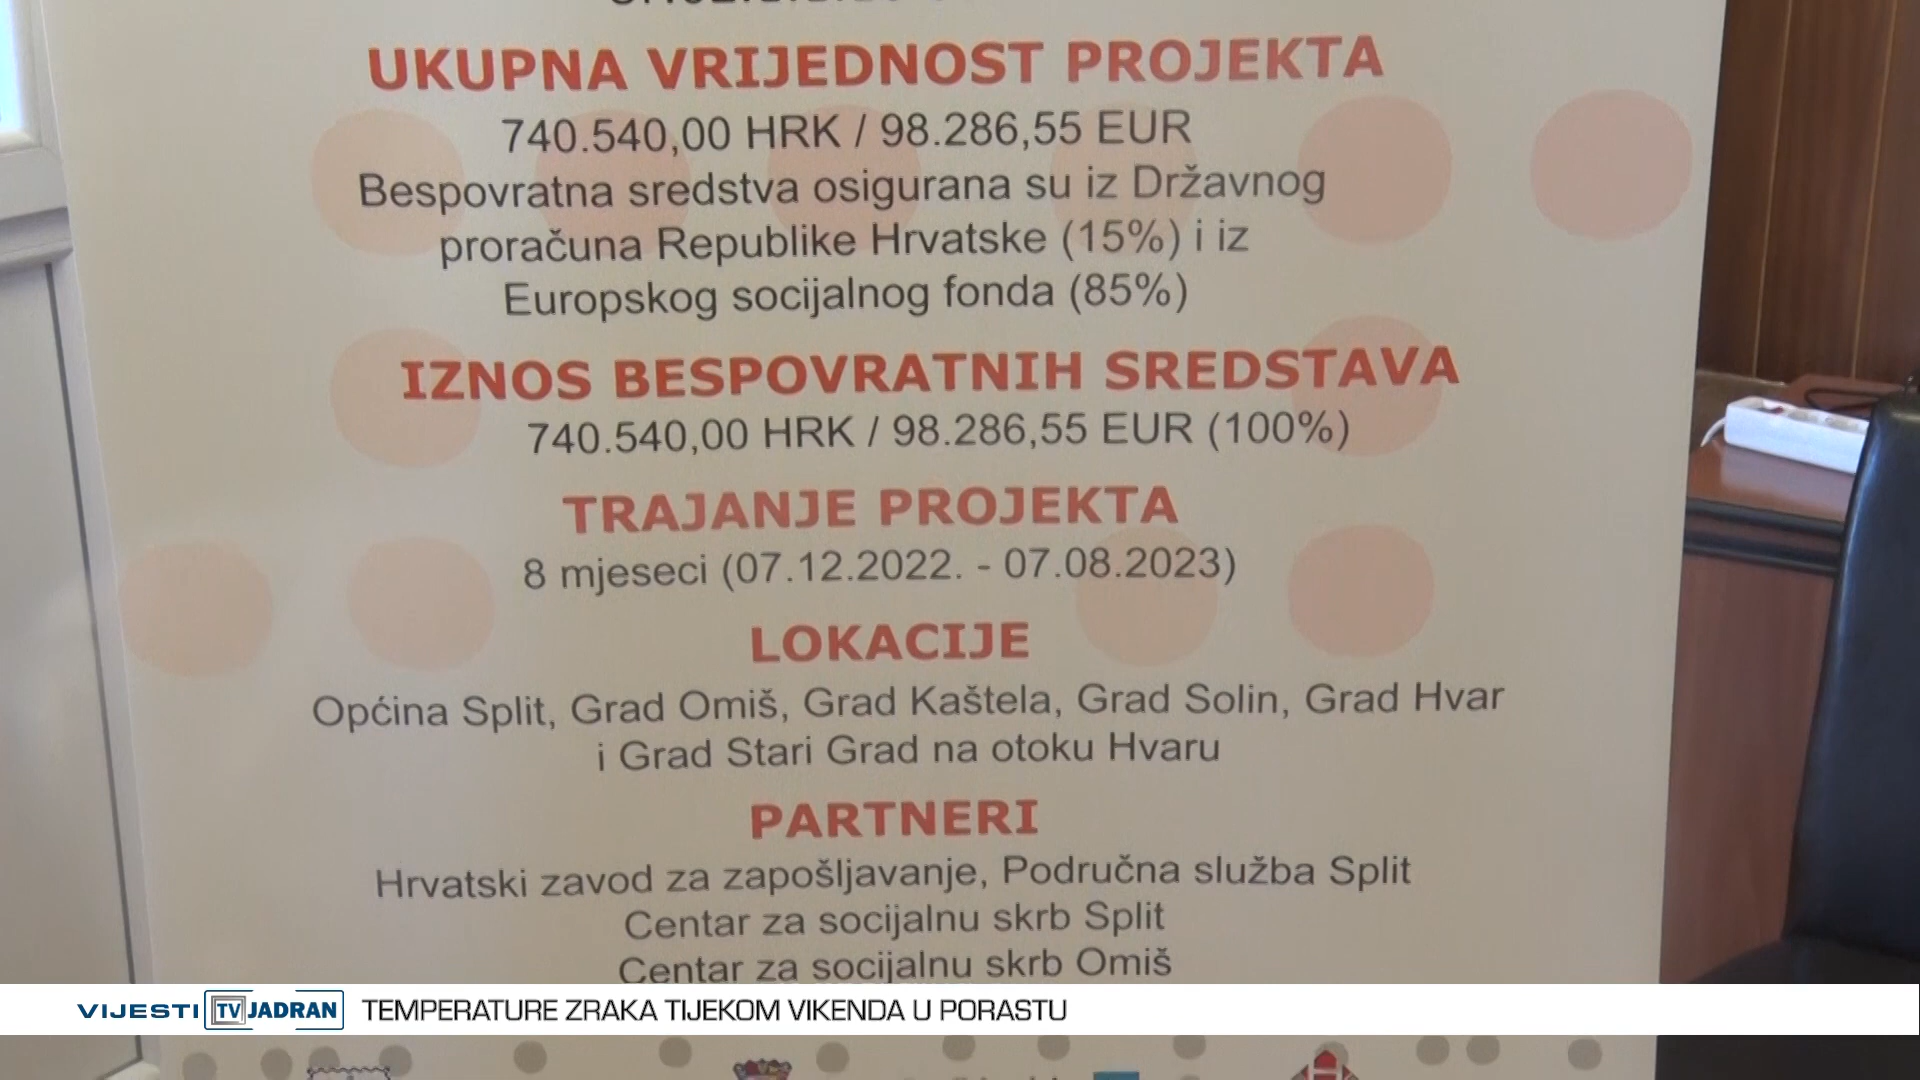 UKUPNA VRIJEDNOST PROJEKTA
740.540,00 HRK / 98.286,55 EUR
Bespovratna sredstva osigurana su iz Državnog
proračuna Republike Hrvatske (15%) i iz
Europskog socijalnog fonda (85%)
IZNOS BESPOVRATNIH SREDSTAVA
740.540,00 HRK / 98.286,55 EUR (100%)
TRAJANJE PROJEKTA
8 mjeseci (07.12.2022. - 07.08.2023)
LOKACIJE
Općina Split, Grad Omiš, Grad Kaštela, Grad Solin, Grad Hvar
i Grad Stari Grad na otoku Hvaru
PARTNERI
Hrvatski zavod za zapošljavanje, Područna služba Split
Centar za socijalnu skrb Split
Centar za socijalnu skrb Omiš
VIJESTI TV JADRAN TEMPERATURE ZRAKA TIJEKOM VIKENDA U PORASTU